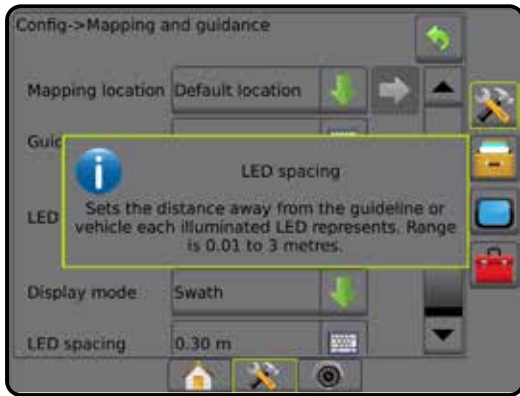 Config->Mapping and guidance
Mapping location Default location
Guic
LED spacing
Sets the distance away from the guideline or
vehicle each illuminated LED represents. Range
is 0.01 to 3 metres.
LED
Display mode Swath
LED spacing 0.30 m